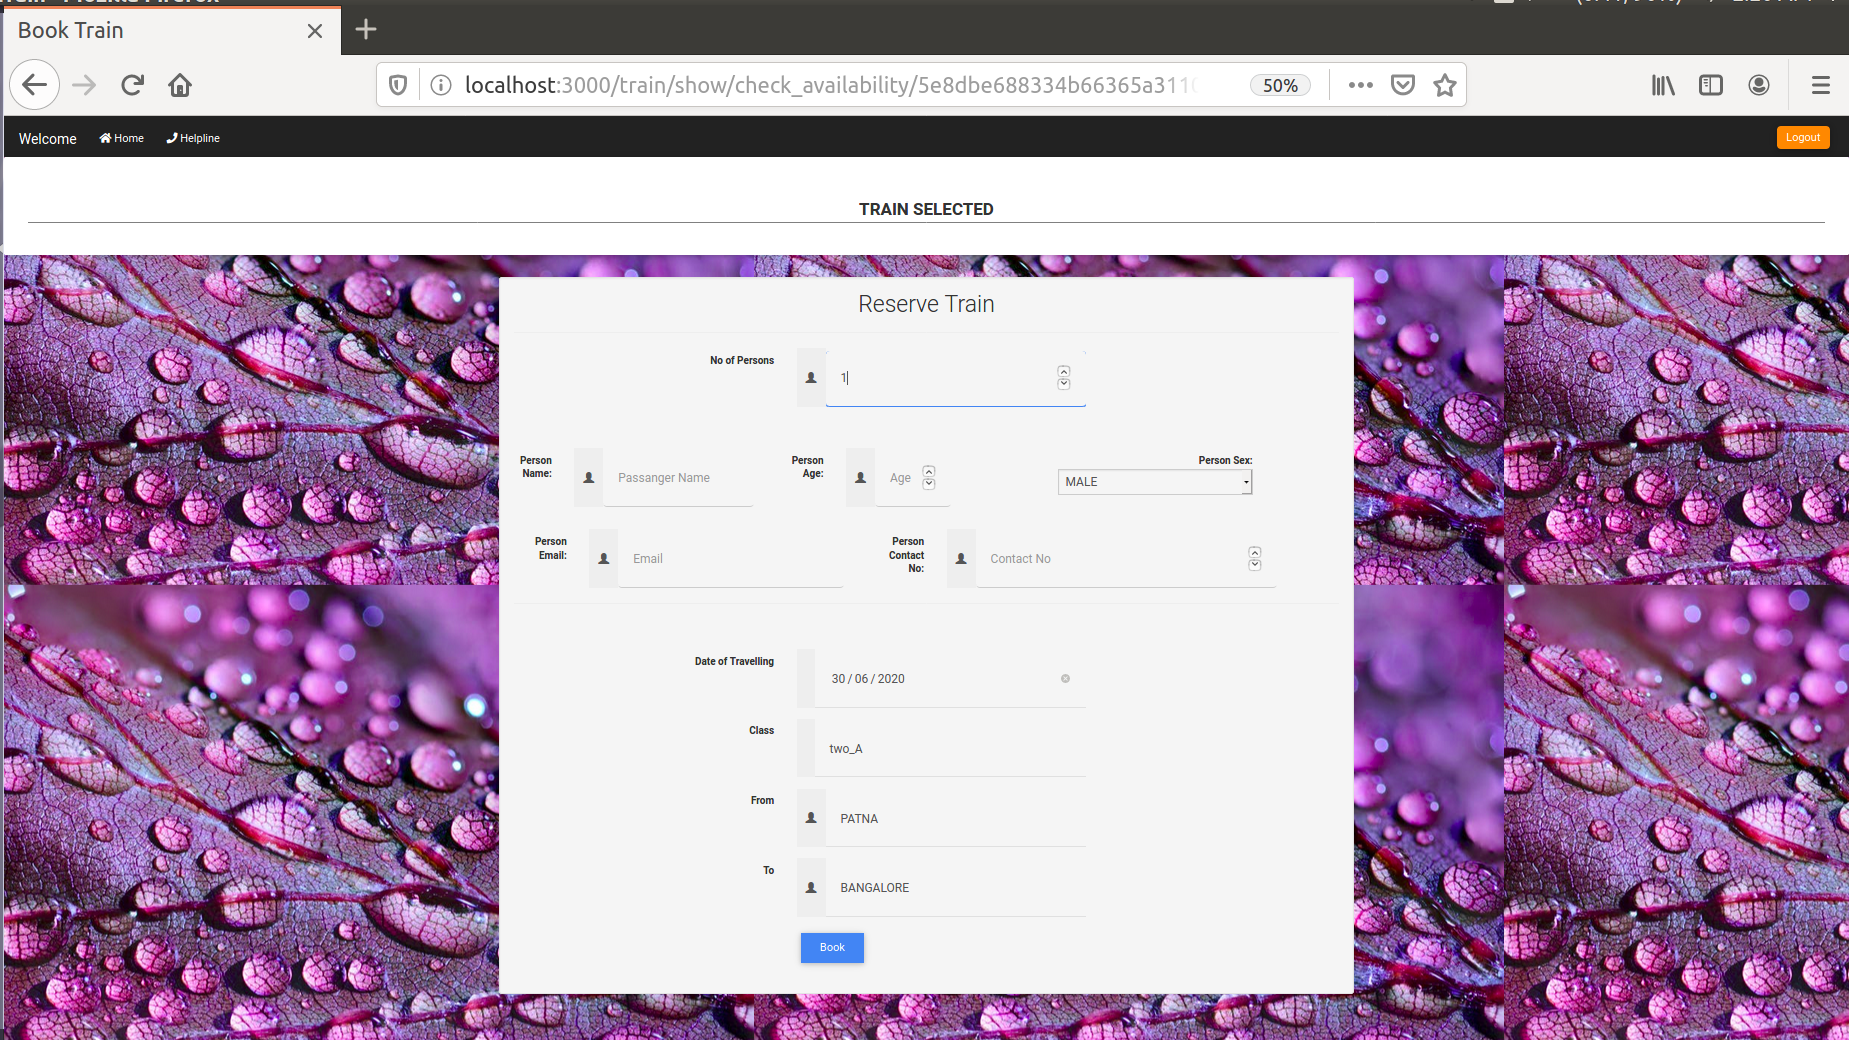 Book Train
localhost:3000/train/show/check_availability/5e8dbe688334b66365a311
50%
Welcome Home Helpline Logout
TRAIN SELECTED
Reserve Train
No of Persons 1
Person Name: Passanger Name
Person Age: Age
Person Sex: MALE
Person Email: Email
Person Contact No: Contact No
Date of Travelling 30 / 06 / 2020
Class two_A
From PATNA
To BANGALORE
Book